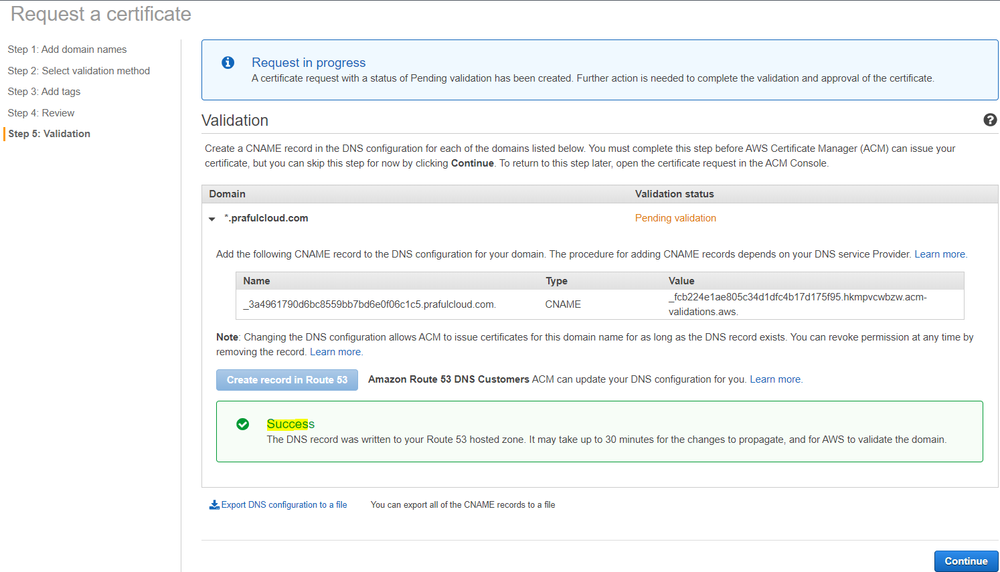 Request a certificate
Step 1: Add domain names
Step 2: Select validation method
Step 3: Add tags
Step 4: Review
Step 5: Validation
Request in progress
A certificate request with a status of Pending validation has been created. Further action is needed to complete the validation and approval of the certificate.
Validation
Create a CNAME record in the DNS configuration for each of the domains listed below. You must complete this step before AWS Certificate Manager (ACM) can issue your
certificate, but you can skip this step for now by clicking Continue. To return to this step later, open the certificate request in the ACM Console.
Domain Validation status
*.prafulcloud.com Pending validation
Add the following CNAME record to the DNS configuration for your domain. The procedure for adding CNAME records depends on your DNS service Provider. Learn more.
Name Type Value
_3a4961790d6bc8559bb7bd6e0f06c1c5.prafulcloud.com. CNAME _fcb224e1ae805c34d1dfc4b17d175f95.hkmpvcwbzw.acm-
validations.aws.
Note: Changing the DNS configuration allows ACM to issue certificates for this domain name for as long as the DNS record exists. You can revoke permission at any time by
removing the record. Learn more.
Create record in Route 53 Amazon Route 53 DNS Customers ACM can update your DNS configuration for you. Learn more.
Success
The DNS record was written to your Route 53 hosted zone. It may take up to 30 minutes for the changes to propagate, and for AWS to validate the domain.
Export DNS configuration to a file You can export all of the CNAME records to a file
Continue